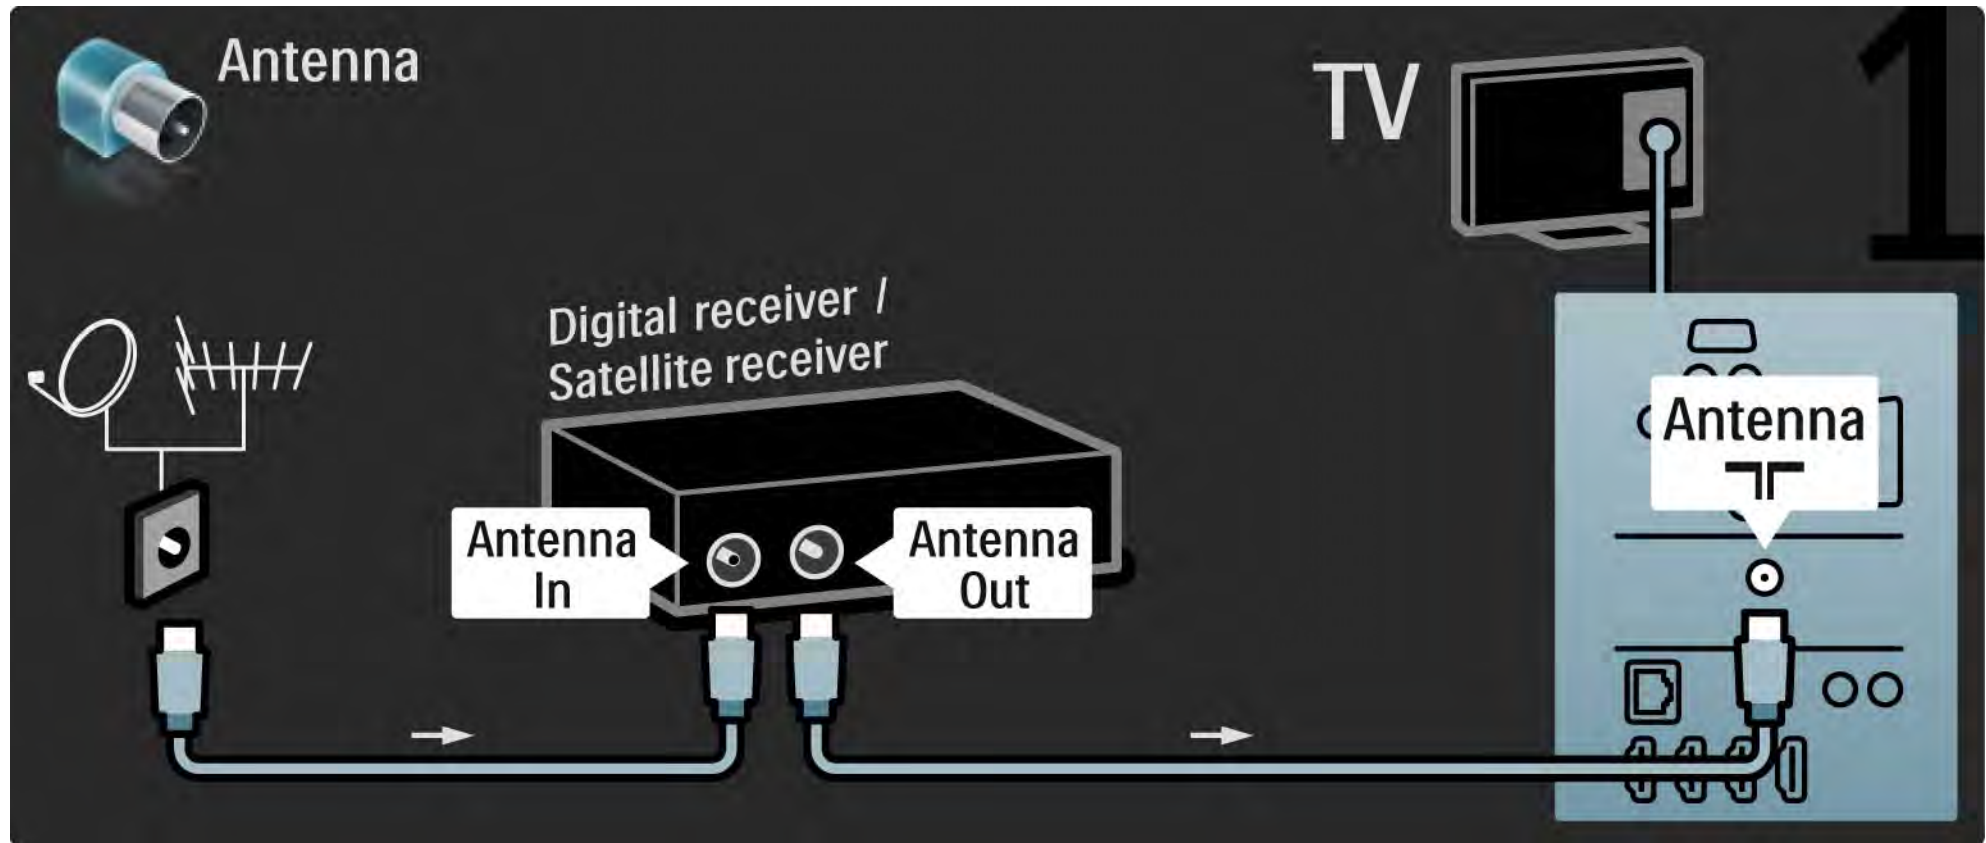 Antenna
TV
1
Digital receiver /
Satellite receiver
Antenna
Antenna
In
Antenna
Out